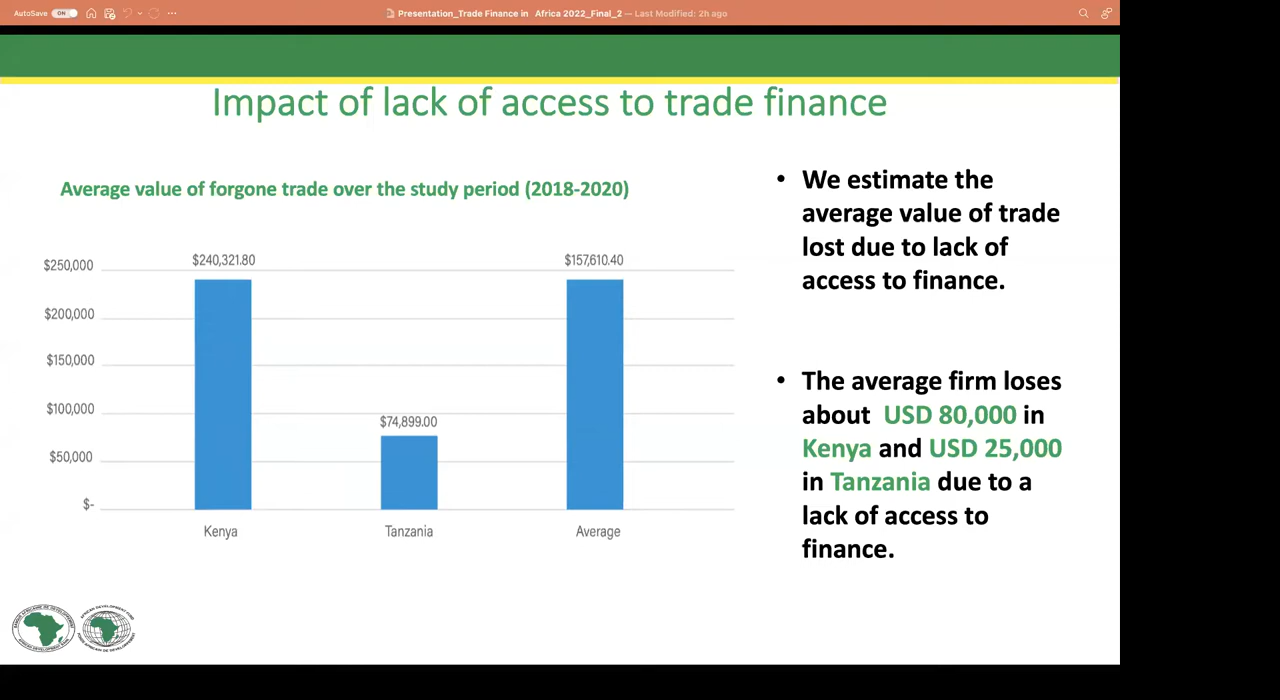 AutoSave ON
Presentation_Trade Finance in Africa 2022_Final_2 — Last Modified: 2h ago
Impact of lack of access to trade finance
Average value of forgone trade over the study period (2018-2020)
$250,000
$200,000
$150,000
$100,000
$50,000
$-
$240,321.80
$74,899.00
$157,610.40
Kenya
Tanzania
Average
• We estimate the
average value of trade
lost due to lack of
access to finance.
• The average firm loses
about USD 80,000 in
Kenya and USD 25,000
in Tanzania due to a
lack of access to
finance.